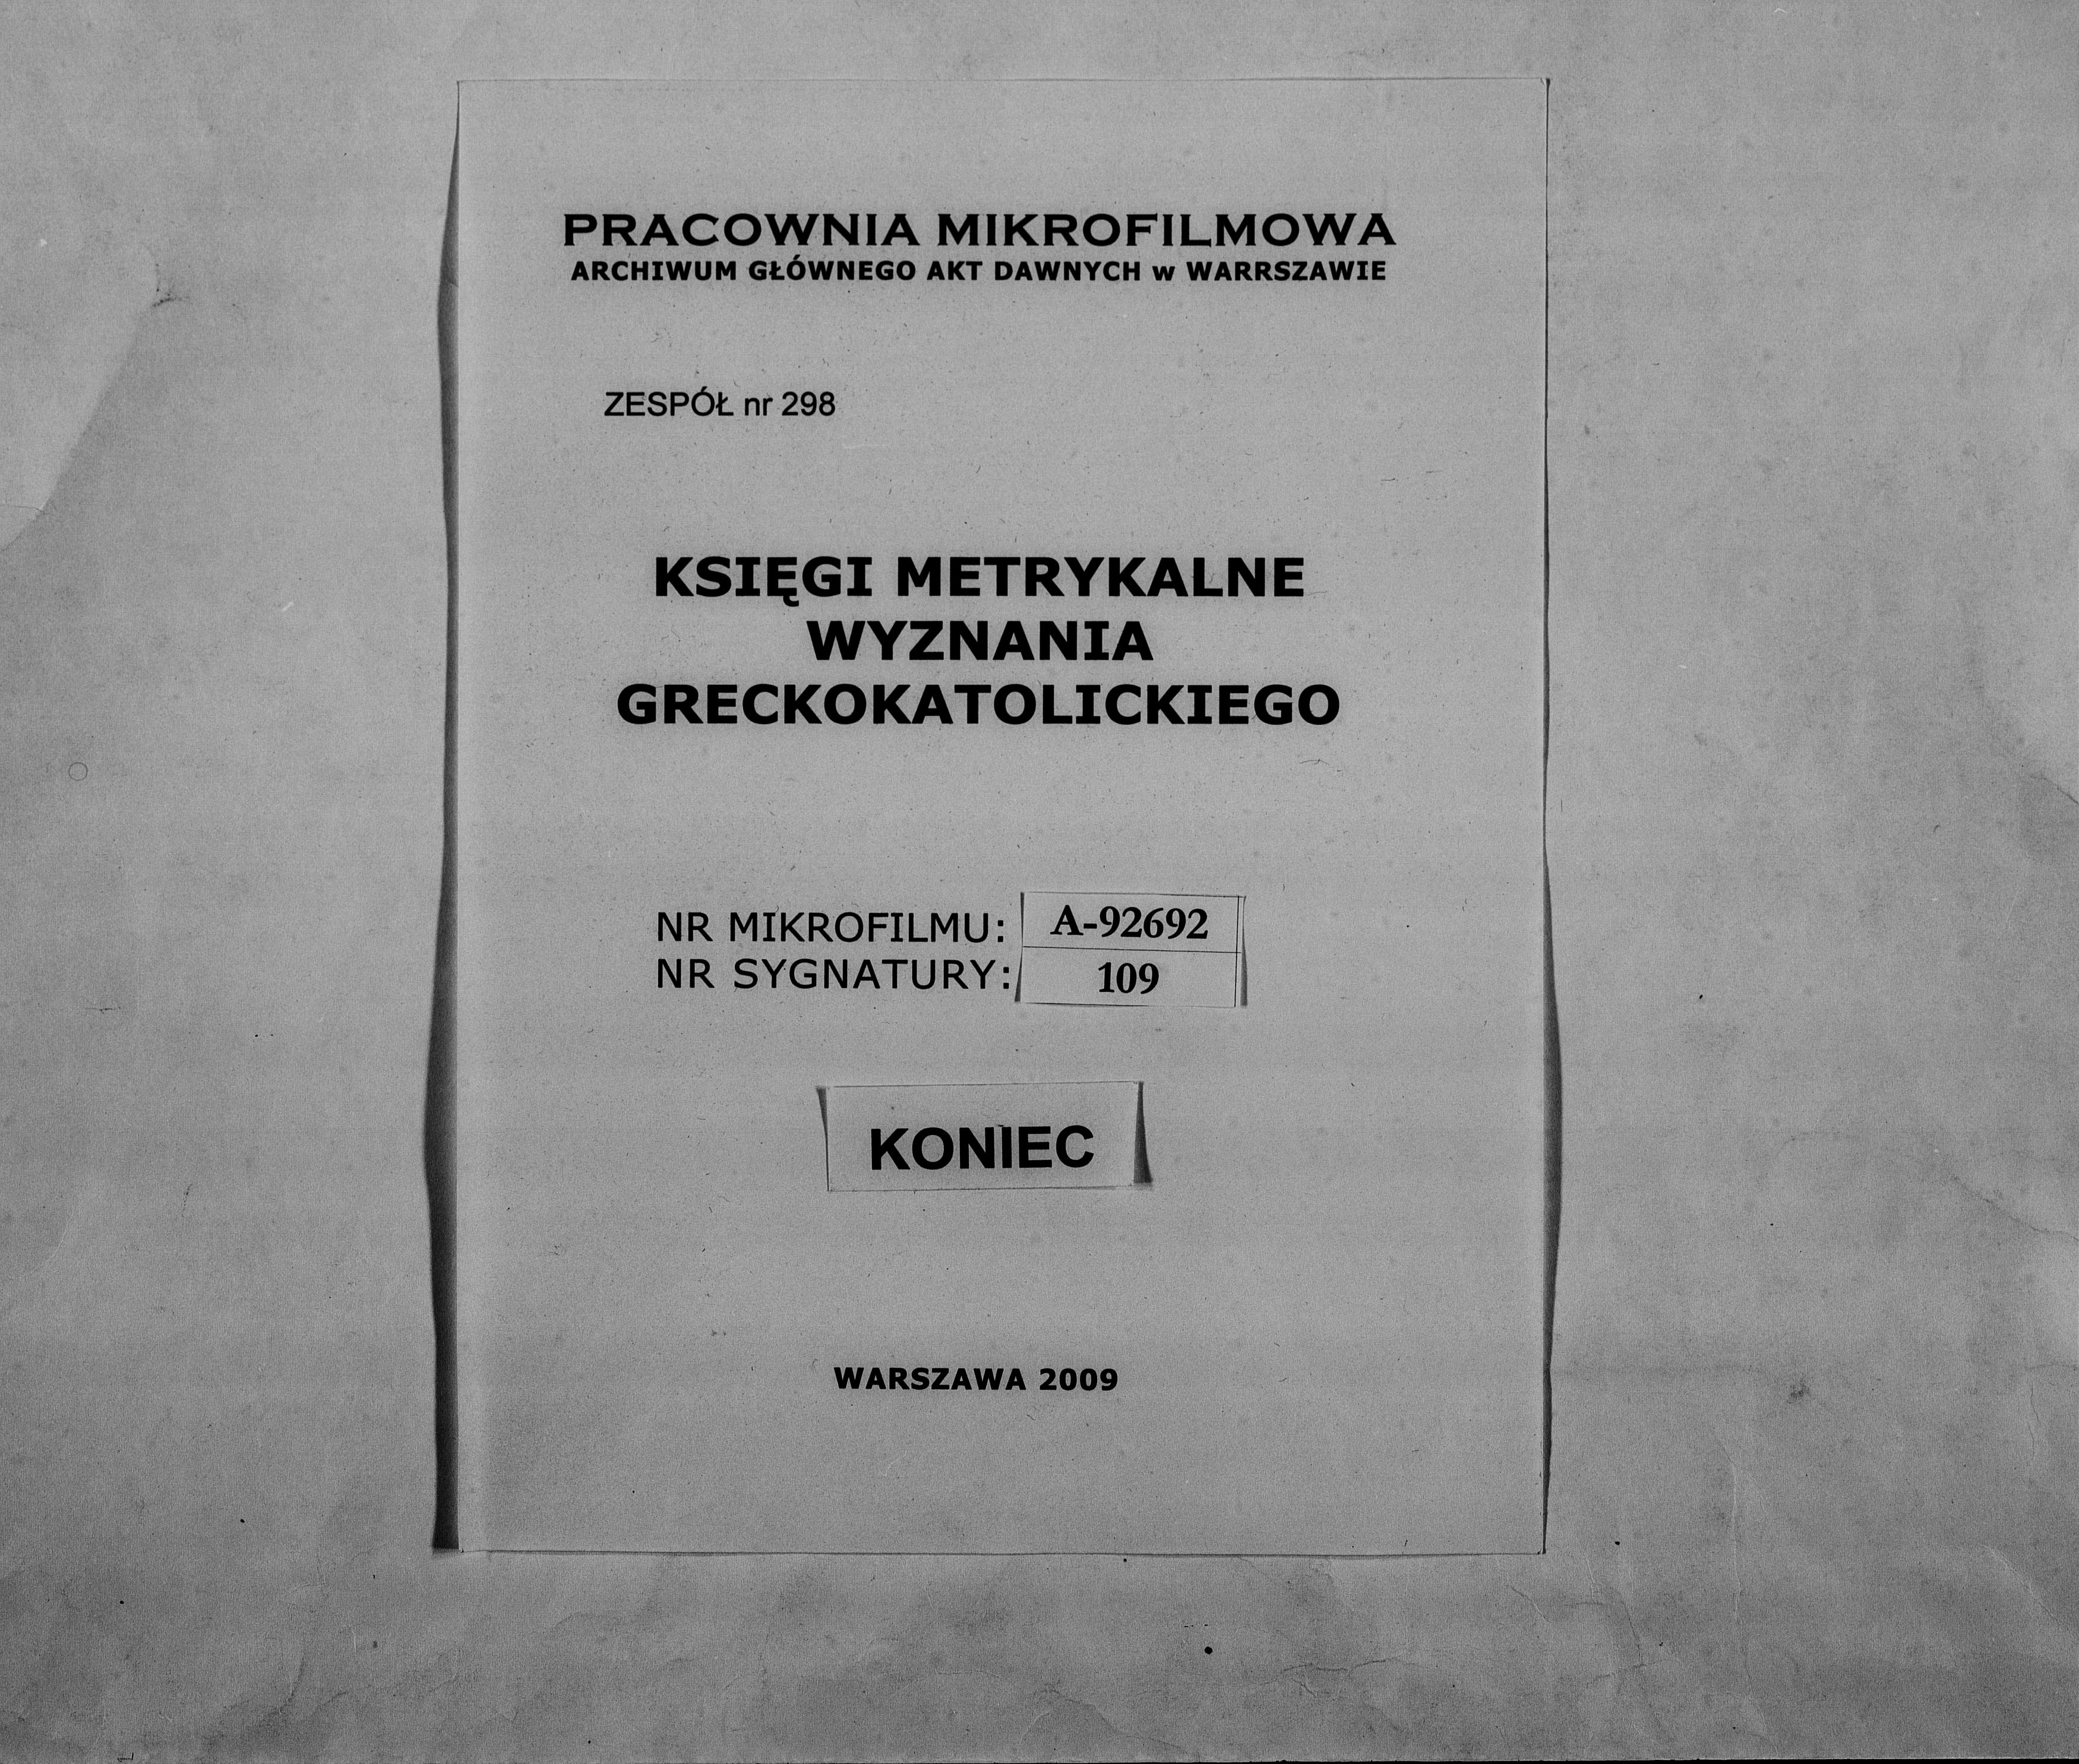 PRACOWNIA MIKROFILMOWA
ARCHIWUM GŁÓWNEGO AKT DAWNYCH w WARRSZAWIE
ZESPÓŁ nr 298
KSIĘGI METRYKALNE
WYZNANIA
GRECKOKATOLICKIEGO
NR MIKROFILMU: A-92692
NR SYGNATURY: 109
KONIEC
WARSZAWA 2009